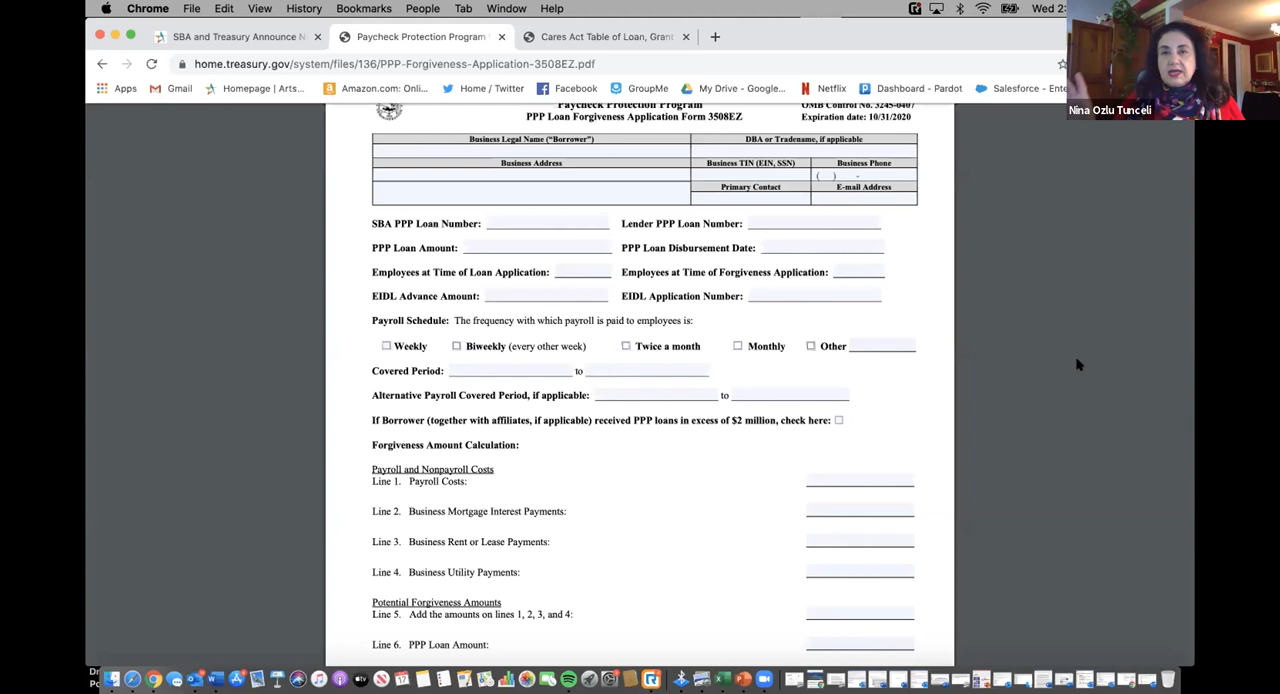 Chrome File Edit View History Bookmarks People Tab Window Help Wed 2:
SBA and Treasury Announce N × Paycheck Protection Program × Cares Act Table of Loan, Grant × +
home.treasury.gov/system/files/136/PPP-Forgiveness-Application-3508EZ.pdf
Apps Gmail Homepage | Arts... Amazon.com: Onli... Home / Twitter Facebook GroupMe My Drive - Google... Netflix Dashboard - Pardot Salesforce - Ente
Nina Ozlu Tunceli
Paycheck Protection Program OMB Control No. 3245-0407
PPP Loan Forgiveness Application Form 3508EZ Expiration date: 10/31/2020
Business Legal Name (“Borrower”) DBA or Tradename, if applicable
Business Address Business TIN (EIN, SSN) Business Phone
( ) -
Primary Contact E-mail Address
SBA PPP Loan Number: Lender PPP Loan Number:
PPP Loan Amount: PPP Loan Disbursement Date:
Employees at Time of Loan Application: Employees at Time of Forgiveness Application:
EIDL Advance Amount: EIDL Application Number:
Payroll Schedule: The frequency with which payroll is paid to employees is:
☐ Weekly ☐ Biweekly (every other week) ☐ Twice a month ☐ Monthly ☐ Other
Covered Period: to
Alternative Payroll Covered Period, if applicable: to
If Borrower (together with affiliates, if applicable) received PPP loans in excess of $2 million, check here: ☐
Forgiveness Amount Calculation:
Payroll and Nonpayroll Costs
Line 1. Payroll Costs:
Line 2. Business Mortgage Interest Payments:
Line 3. Business Rent or Lease Payments:
Line 4. Business Utility Payments:
Potential Forgiveness Amounts
Line 5. Add the amounts on lines 1, 2, 3, and 4:
Line 6. PPP Loan Amount: